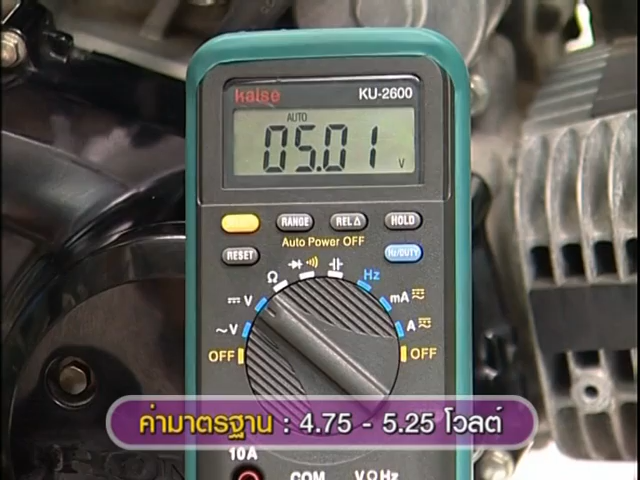 kaise KU-2600
AUTO
05.01 V
RANGE REL Δ HOLD
Auto Power OFF
RESET Hz/DUTY
Ω Hz
V mA
~V A
OFF OFF
ค่ามาตรฐาน : 4.75 - 5.25 โวลต์
10A COM VΩHz